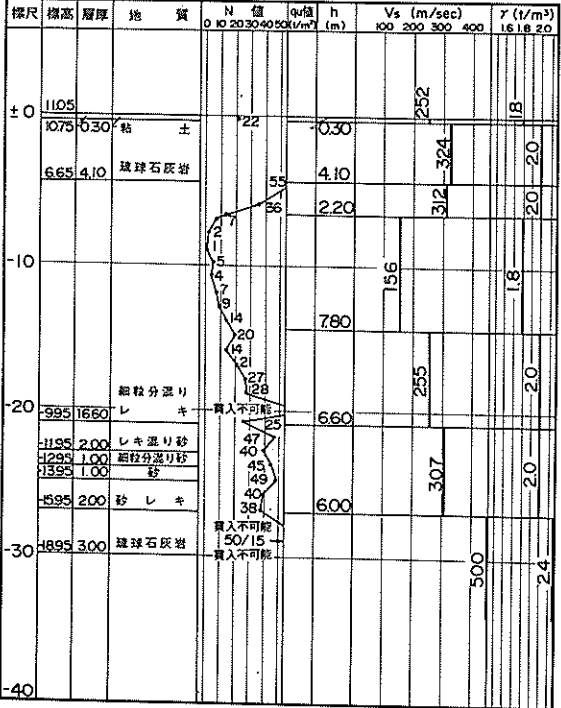 標尺 標高 層厚 地 質 N 値 qu値 h Vs (m/sec) γ (t/m³)
0 10 20 30 40 50 (t/m²) (m) 100 200 300 400 1.6 1.8 2.0
±0 11.05 22 252 1.8
10.75 0.30 粘 土 0.30
琉球石灰岩 324 2.0
6.65 4.10 55 4.10
36 312 2.0
7 2.20
2
1
-10 5
4 156 1.8
7
9
14 7.80
20
14
21
27 255 2.0
28
細粒分混り
-20 -9.95 16.60 レ キ 貫入不可能 6.60
25
-11.95 2.00 レキ混り砂 47
-12.95 1.00 細粒分混り砂 40
-13.95 1.00 砂 45 307 2.0
49
-15.95 2.00 砂 レ キ 40
38 6.00
貫入不可能
50/15
-30 -18.95 3.00 琉球石灰岩 貫入不可能
500 2.4
-40